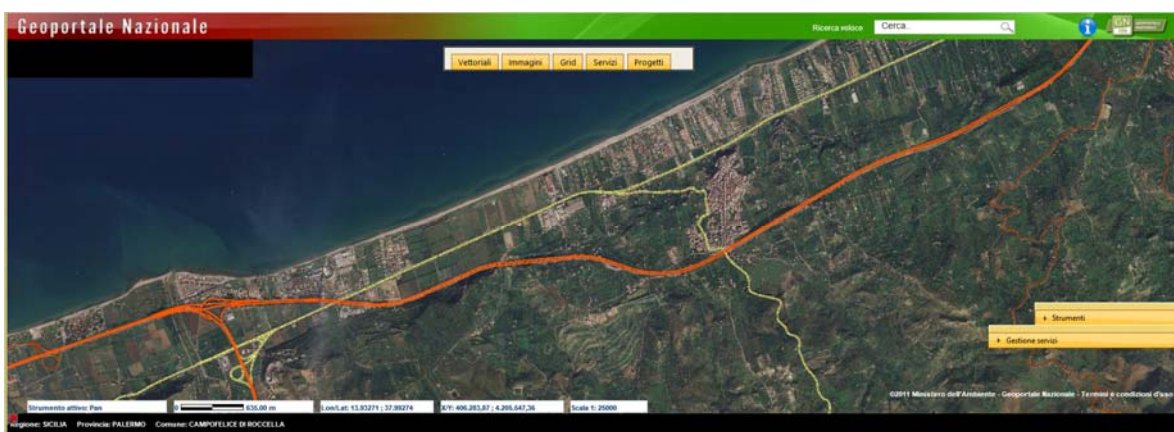 Geoportale Nazionale
Ricerca veloce Cerca...
GN
Vettoriali Immagini Grid Servizi Progetti
+ Strumenti
+ Gestione servizi
©2011 Ministero dell'Ambiente - Geoportale Nazionale - Termini e condizioni d'uso
Strumento attivo: Pan 0 635.00 m Lon/Lat: 13.93271 ; 37.99274 X/Y: 406.283,87 ; 4.205.547,36 Scala 1: 25000
Regione: SICILIA Provincia: PALERMO Comune: CAMPOFELICE DI ROCCELLA